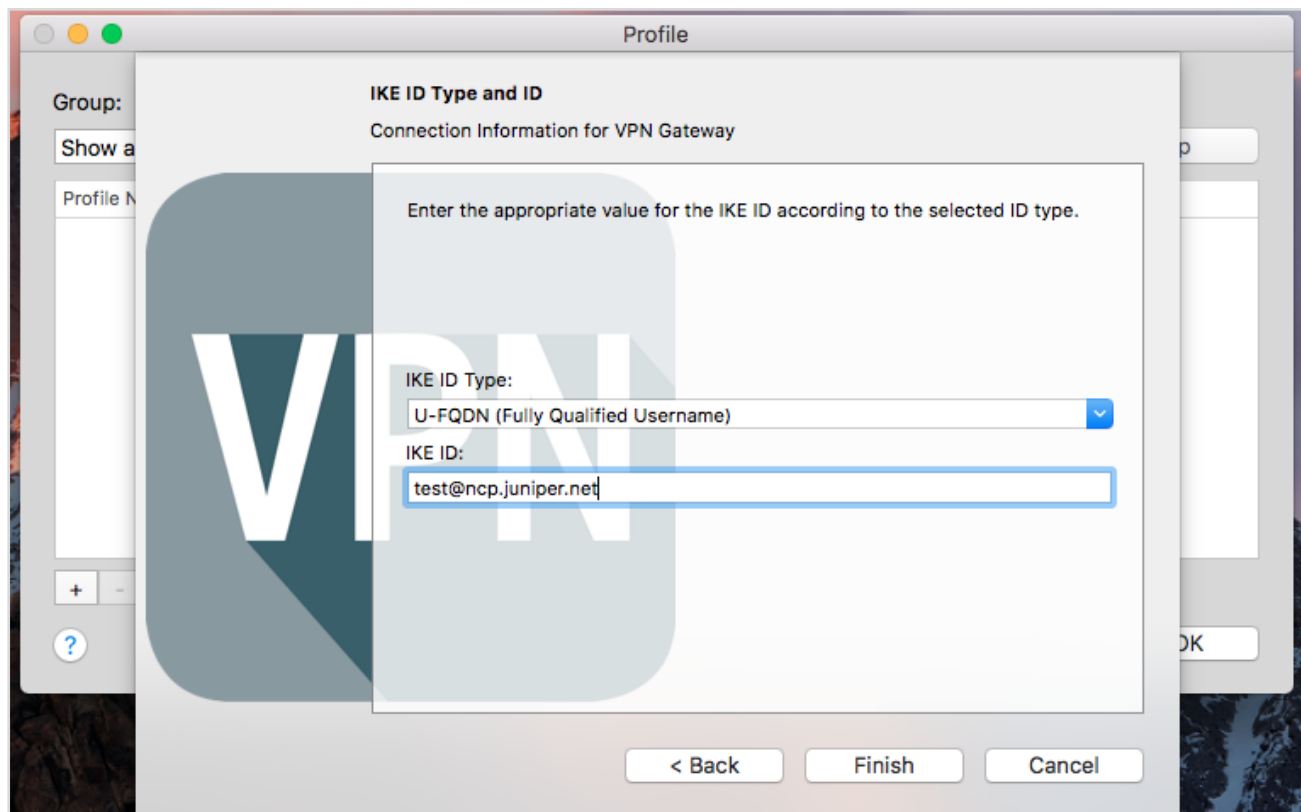 Profile
IKE ID Type and ID
Group:
Connection Information for VPN Gateway
Show a
p
Profile N
Enter the appropriate value for the IKE ID according to the selected ID type.
VPN
IKE ID Type:
U-FQDN (Fully Qualified Username)
IKE ID:
test@ncp.juniper.net
+ -
?
OK
< Back Finish Cancel